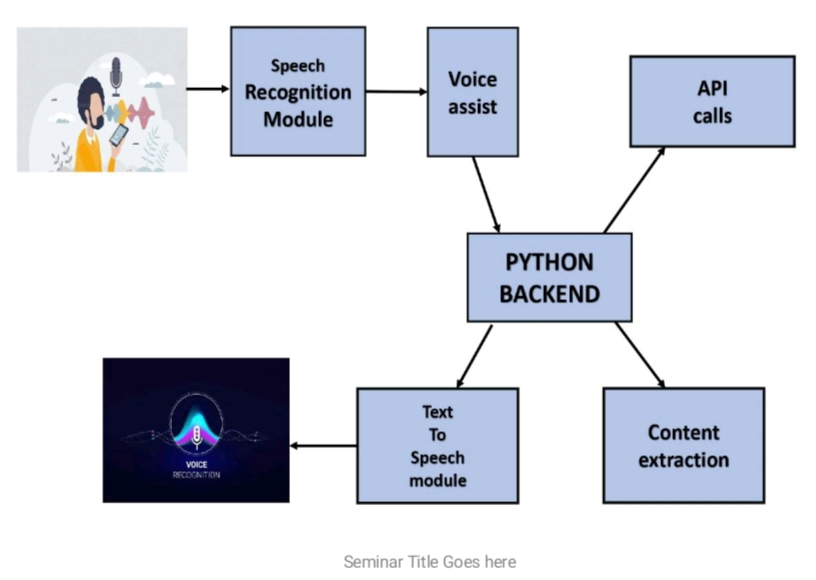 Speech
Recognition
Module
Voice
assist
API
calls
PYTHON
BACKEND
Text
To
Speech
module
Content
extraction
VOICE
RECOGNITION
Seminar Title Goes here